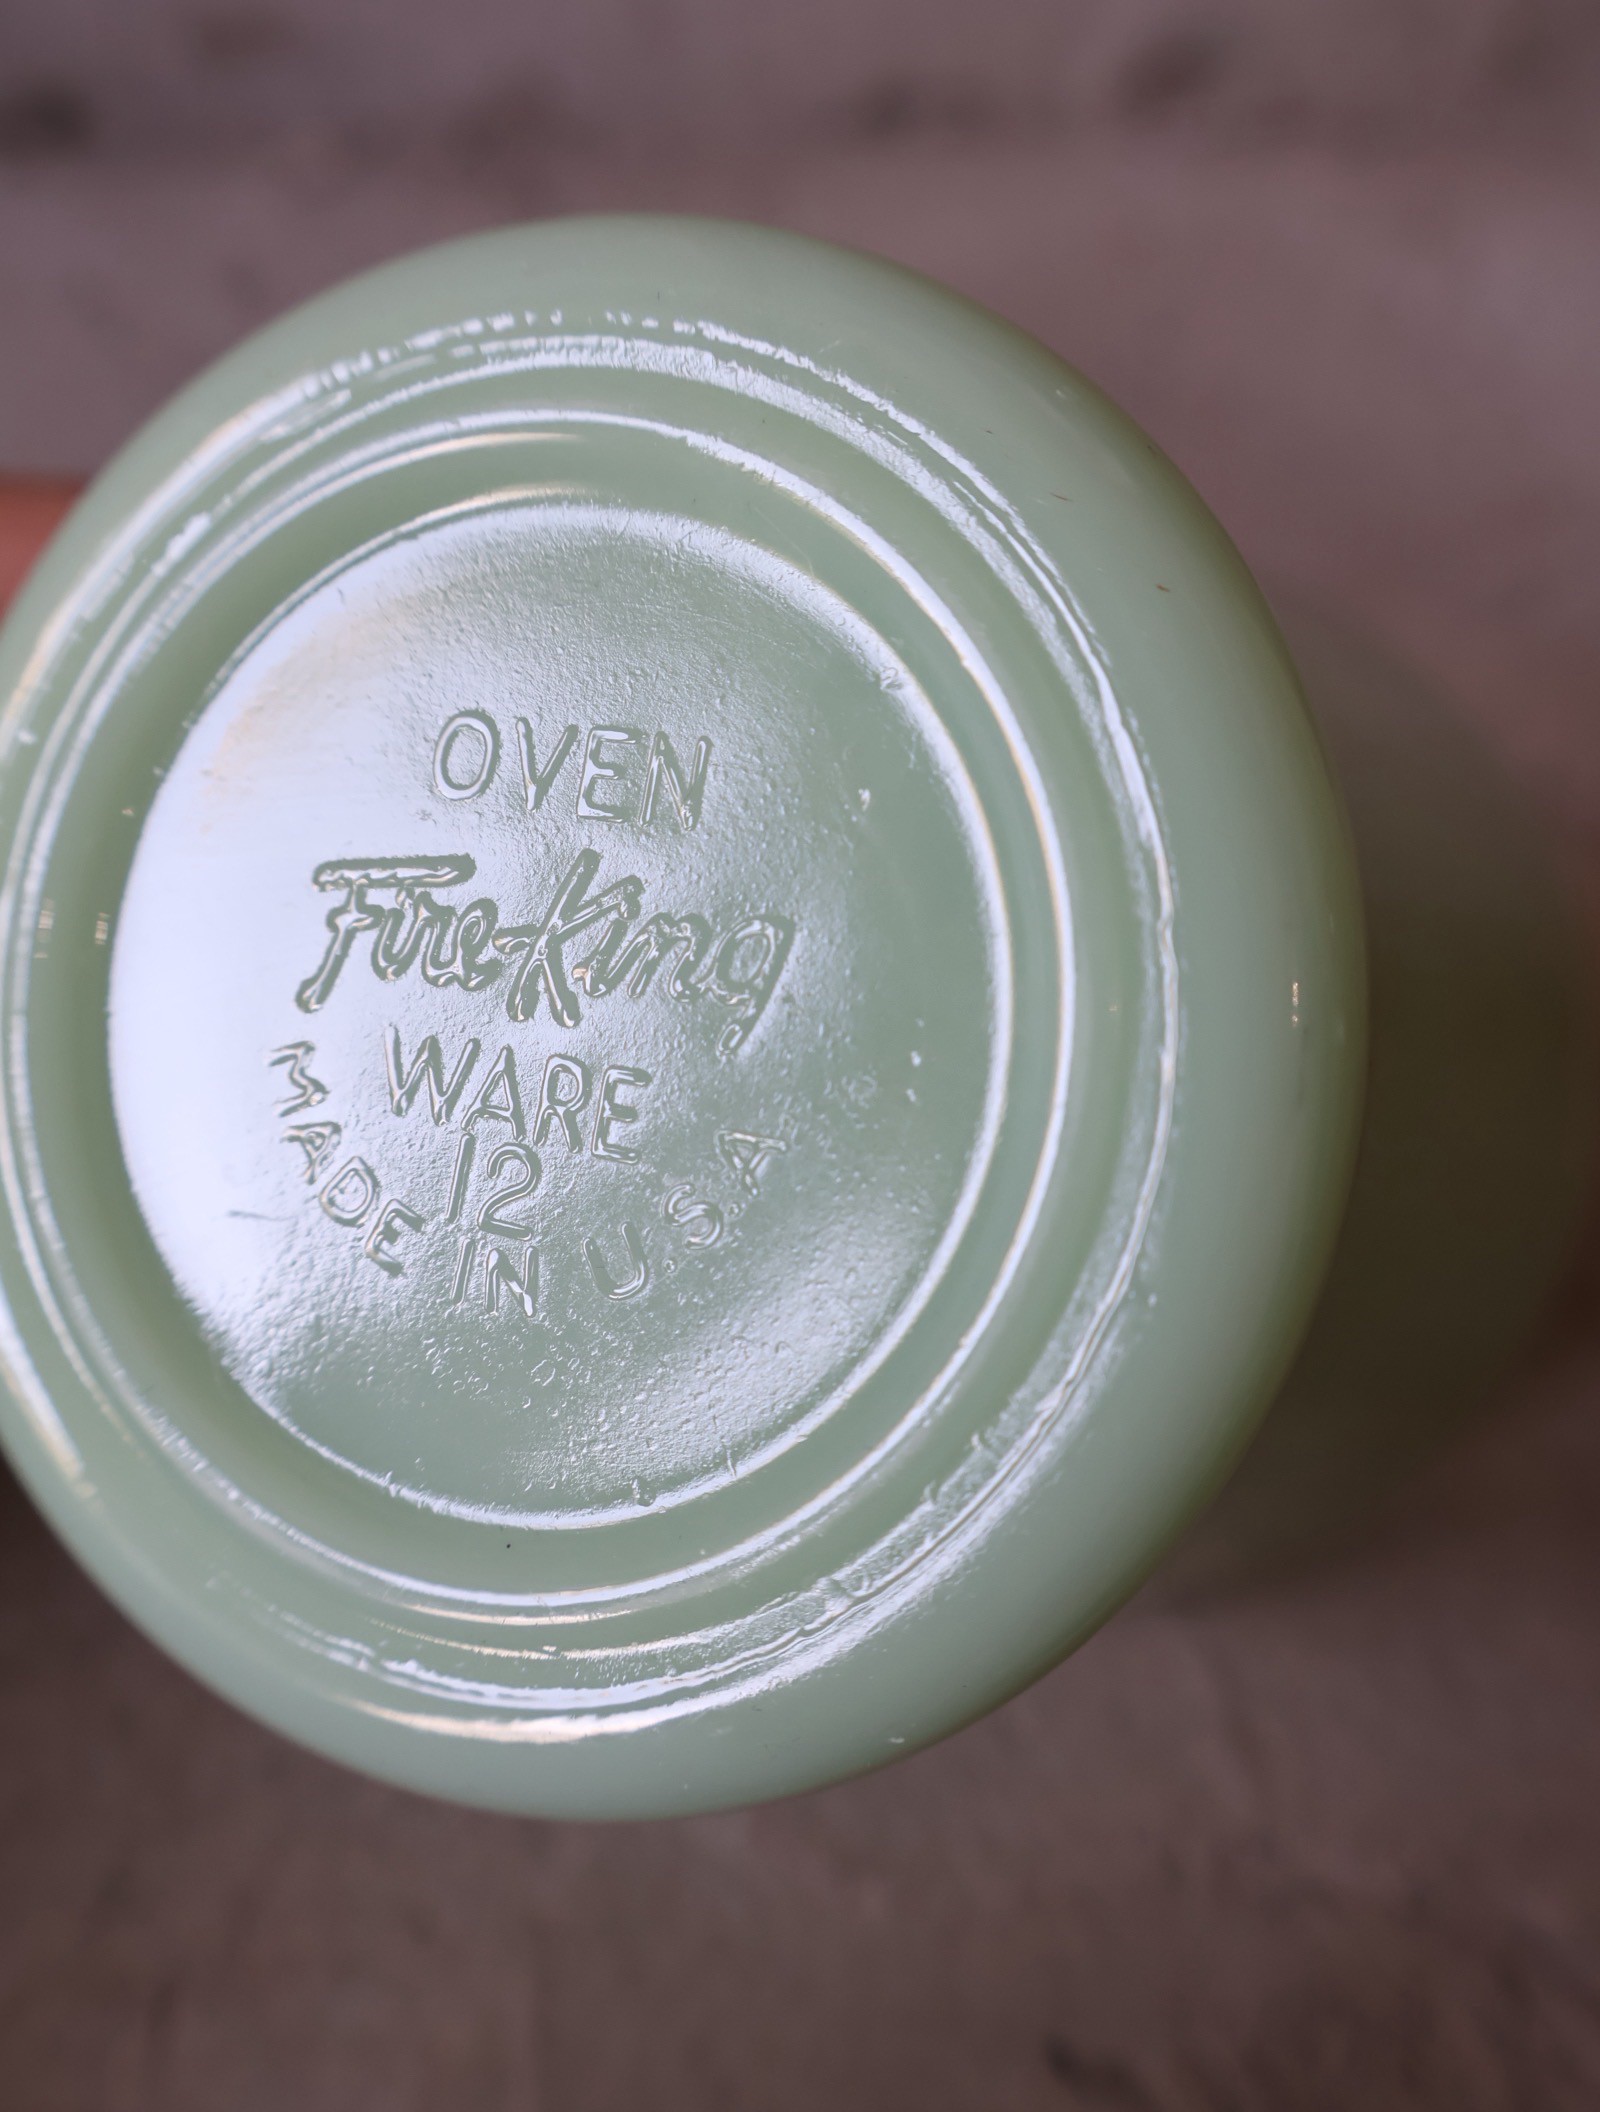 OVEN
Fire-King
WARE
12
MADE IN U.S.A